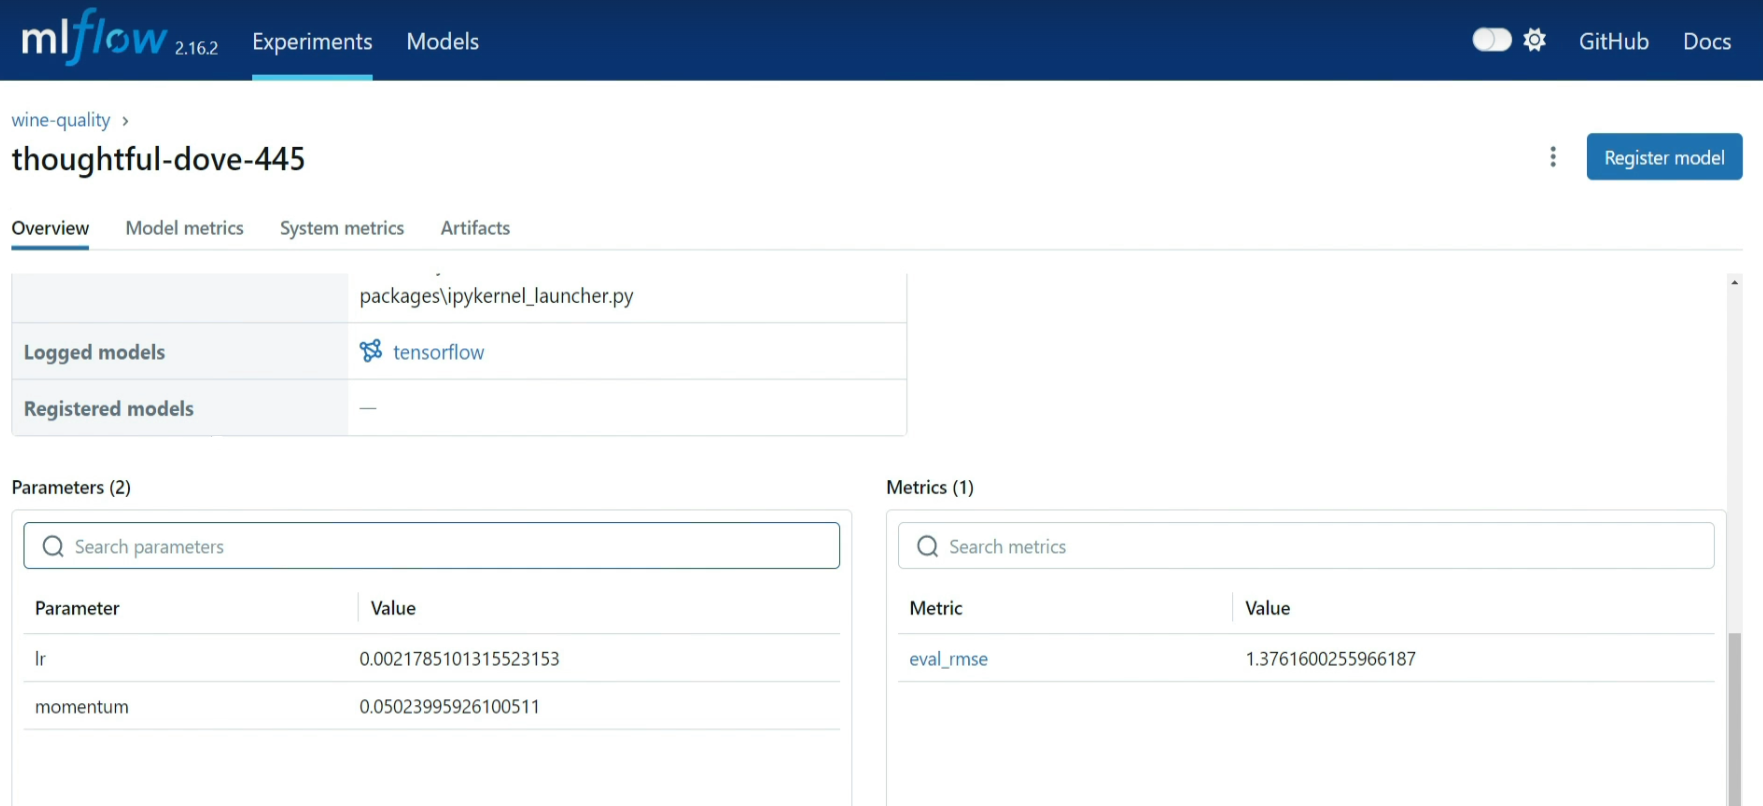 mlflow 2.16.2 Experiments Models GitHub Docs
wine-quality ›
thoughtful-dove-445
Register model
Overview Model metrics System metrics Artifacts
packages\ipykernel_launcher.py
Logged models tensorflow
Registered models —
Parameters (2) Metrics (1)
Search parameters Search metrics
Parameter Value Metric Value
lr 0.0021785101315523153 eval_rmse 1.3761600255966187
momentum 0.05023995926100511